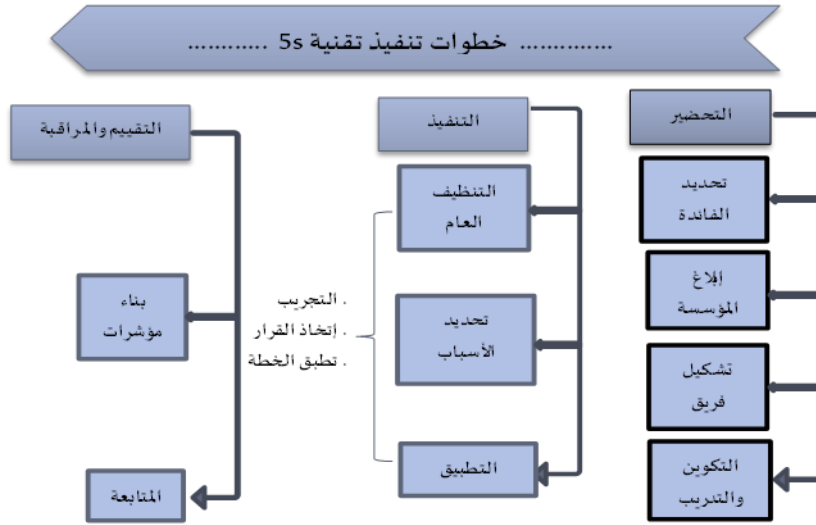 ............ خطوات تنفيذ تقنية 5s ............
التحضير
تحديد
الفائدة
إبلاغ
المؤسسة
تشكيل
فريق
التكوين
والتدريب
التنفيذ
التنظيف
العام
تحديد
الأسباب
التطبيق
. التجريب
. إتخاذ القرار
. تطبق الخطة
التقييم والمراقبة
بناء
مؤشرات
المتابعة